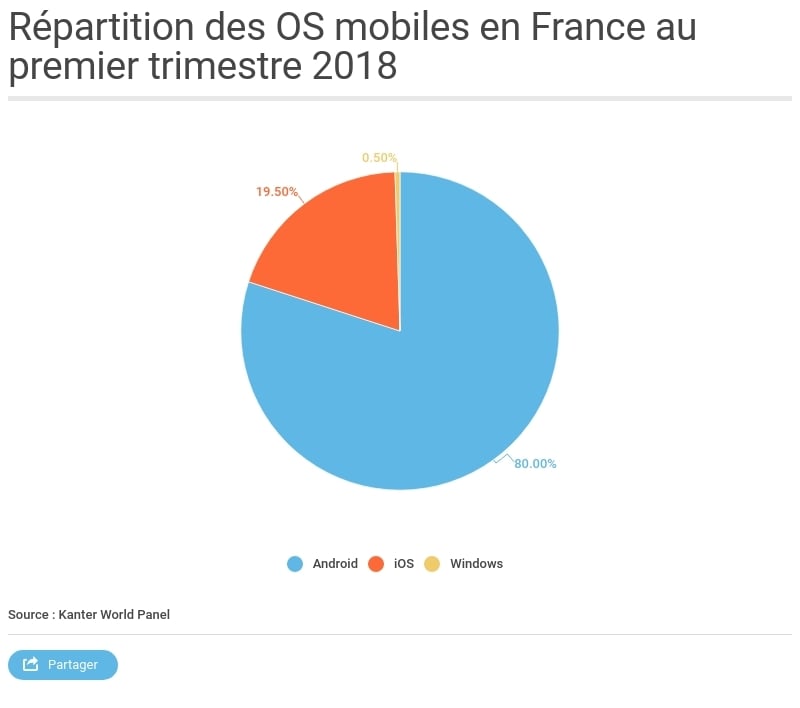 Répartition des OS mobiles en France au
premier trimestre 2018
0.50%
19.50%
80.00%
Android iOS Windows
Source : Kanter World Panel
Partager